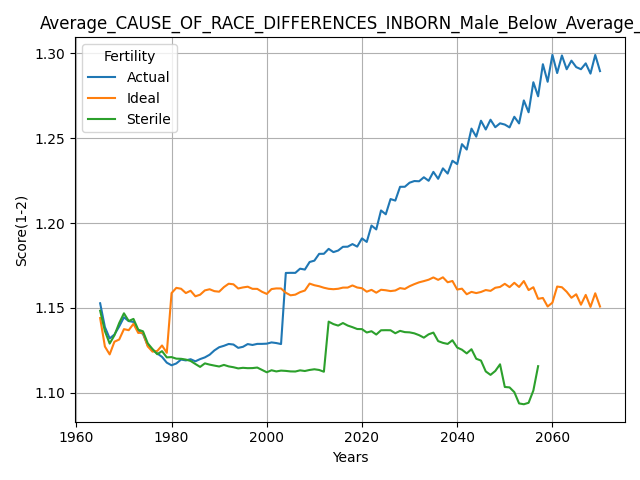 Average_CAUSE_OF_RACE_DIFFERENCES_INBORN_Male_Below_Average_
Fertility
Actual
Ideal
Sterile
Score(1-2)
1.30
1.25
1.20
1.15
1.10
1960 1980 2000 2020 2040 2060
Years